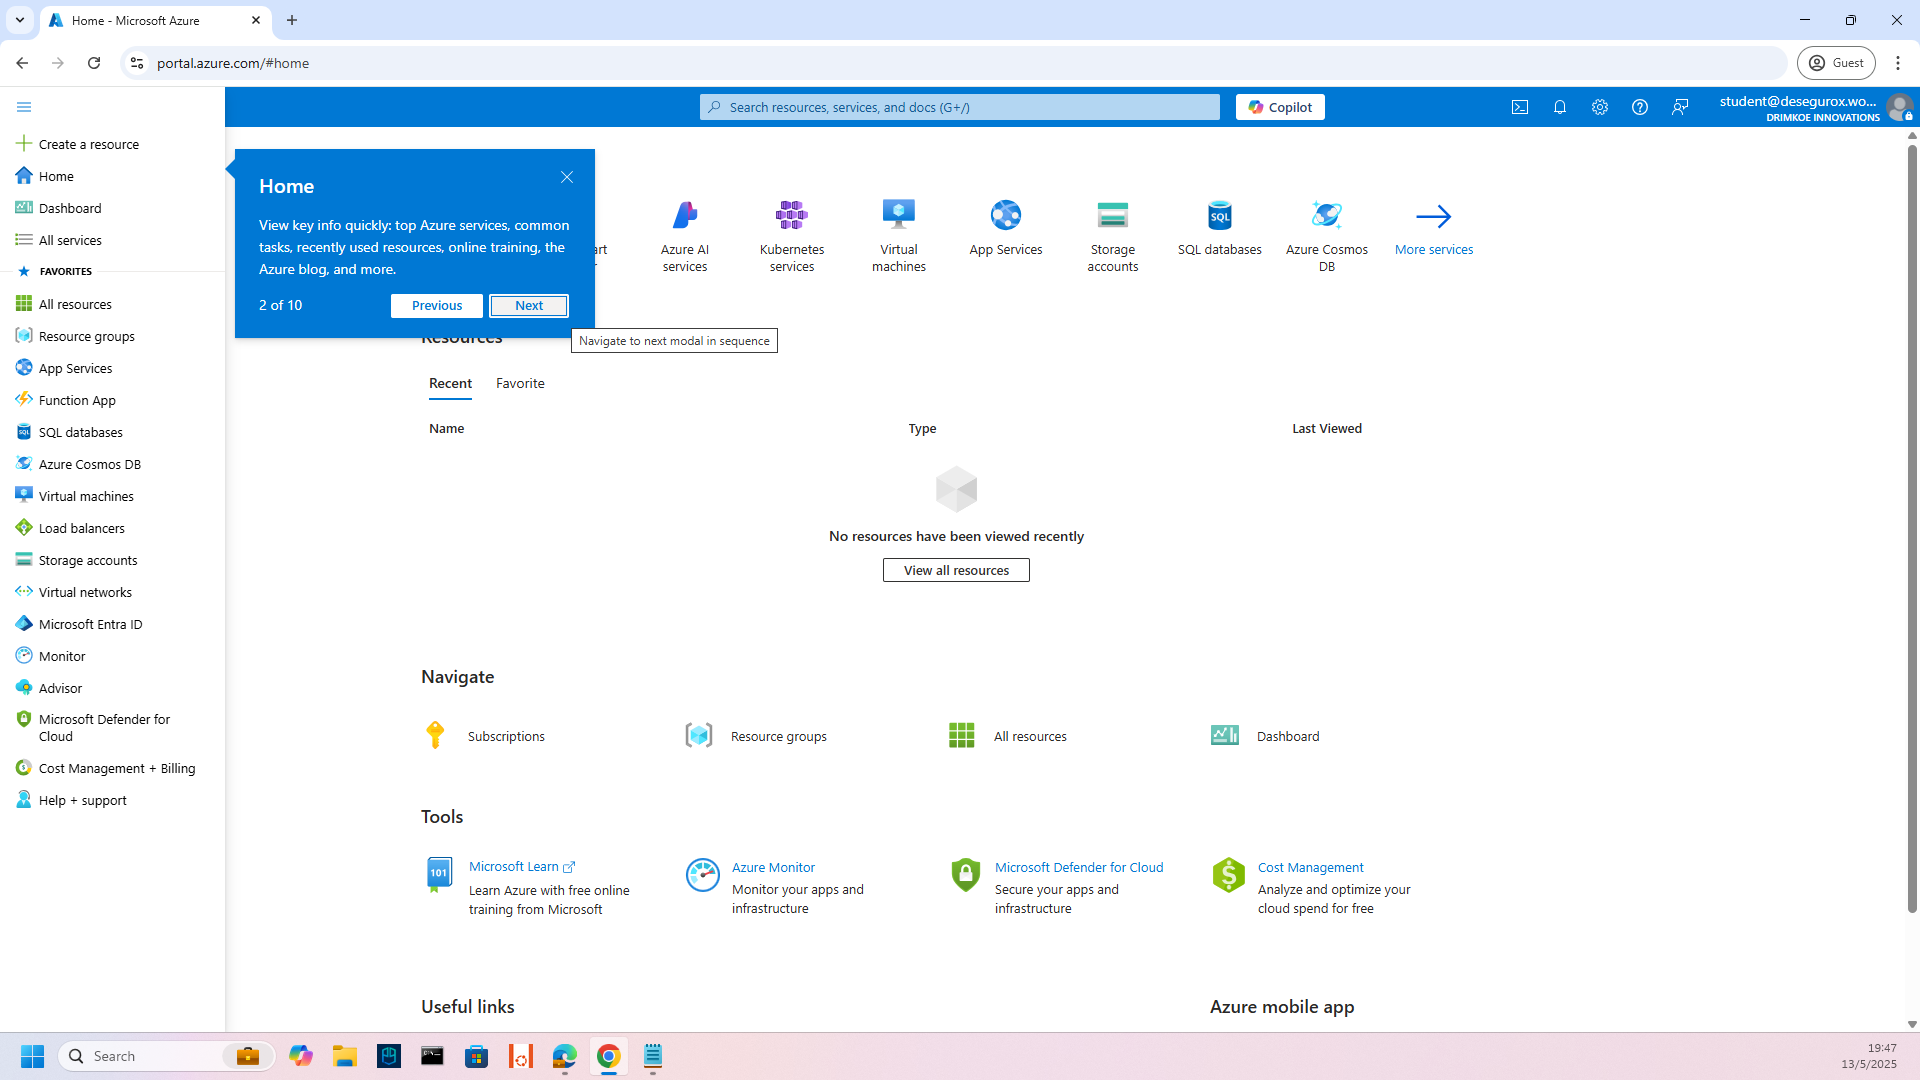 Home - Microsoft Azure
portal.azure.com/#home
Guest
Search resources, services, and docs (G+/)
Copilot
student@desegurox.wo...
DRIMKOE INNOVATIONS
Create a resource
Home
Dashboard
All services
FAVORITES
All resources
Resource groups
App Services
Function App
SQL databases
Azure Cosmos DB
Virtual machines
Load balancers
Storage accounts
Virtual networks
Microsoft Entra ID
Monitor
Advisor
Microsoft Defender for
Cloud
Cost Management + Billing
Help + support
Home
View key info quickly: top Azure services, common
tasks, recently used resources, online training, the
Azure blog, and more.
2 of 10
Previous
Next
Navigate to next modal in sequence
Azure AI
services
Kubernetes
services
Virtual
machines
App Services
Storage
accounts
SQL databases
SQL
Azure Cosmos
DB
More services
Resources
Recent
Favorite
Name
Type
Last Viewed
No resources have been viewed recently
View all resources
Navigate
Subscriptions
Resource groups
All resources
Dashboard
Tools
101
Microsoft Learn
Learn Azure with free online
training from Microsoft
Azure Monitor
Monitor your apps and
infrastructure
Microsoft Defender for Cloud
Secure your apps and
infrastructure
Cost Management
Analyze and optimize your
cloud spend for free
Useful links
Azure mobile app
Search
19:47
13/5/2025